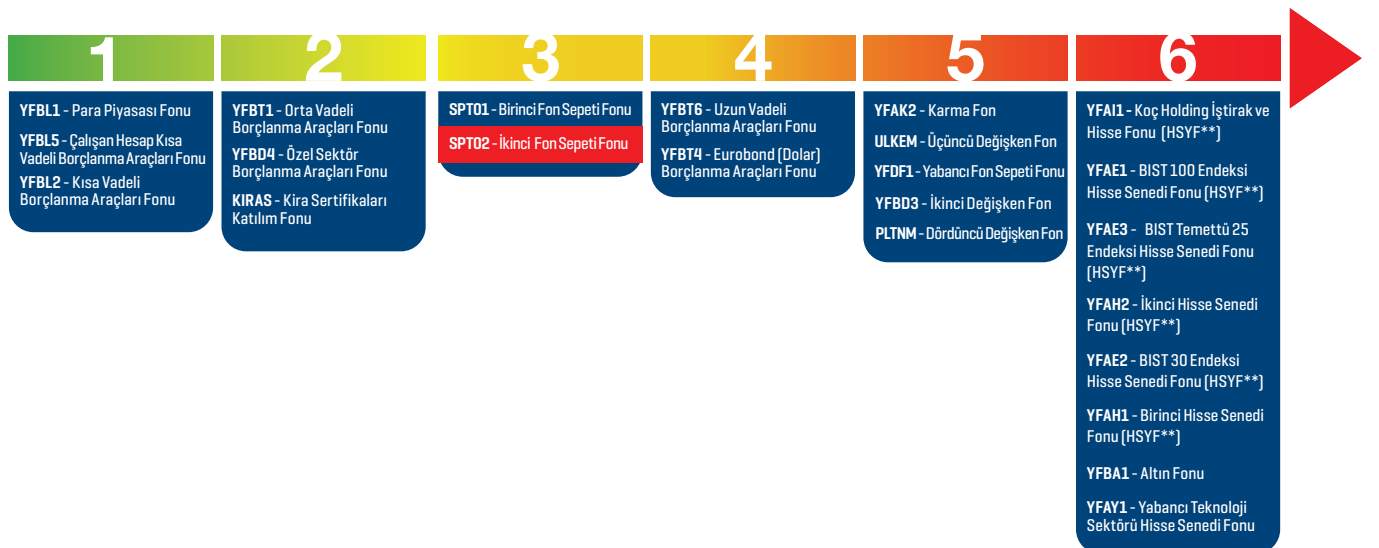 1
YFBL1 - Para Piyasası Fonu
YFBL5 - Çalışan Hesap Kısa
Vadeli Borçlanma Araçları Fonu
YFBL2 - Kısa Vadeli
Borçlanma Araçları Fonu
2
YFBT1 - Orta Vadeli
Borçlanma Araçları Fonu
YFBD4 - Özel Sektör
Borçlanma Araçları Fonu
KIRAS - Kira Sertifikaları
Katılım Fonu
3
SPT01 - Birinci Fon Sepeti Fonu
SPT02 - İkinci Fon Sepeti Fonu
4
YFBT6 - Uzun Vadeli
Borçlanma Araçları Fonu
YFBT4 - Eurobond (Dolar)
Borçlanma Araçları Fonu
5
YFAK2 - Karma Fon
ULKEM - Üçüncü Değişken Fon
YFDF1 - Yabancı Fon Sepeti Fonu
YFBD3 - İkinci Değişken Fon
PLTNM - Dördüncü Değişken Fon
6
YFAI1 - Koç Holding İştirak ve
Hisse Fonu (HSYF**)
YFAE1 - BIST 100 Endeksi
Hisse Senedi Fonu (HSYF**)
YFAE3 - BIST Temettü 25
Endeksi Hisse Senedi Fonu
(HSYF**)
YFAH2 - İkinci Hisse Senedi
Fonu (HSYF**)
YFAE2 - BIST 30 Endeksi
Hisse Senedi Fonu (HSYF**)
YFAH1 - Birinci Hisse Senedi
Fonu (HSYF**)
YFBA1 - Altın Fonu
YFAY1 - Yabancı Teknoloji
Sektörü Hisse Senedi Fonu